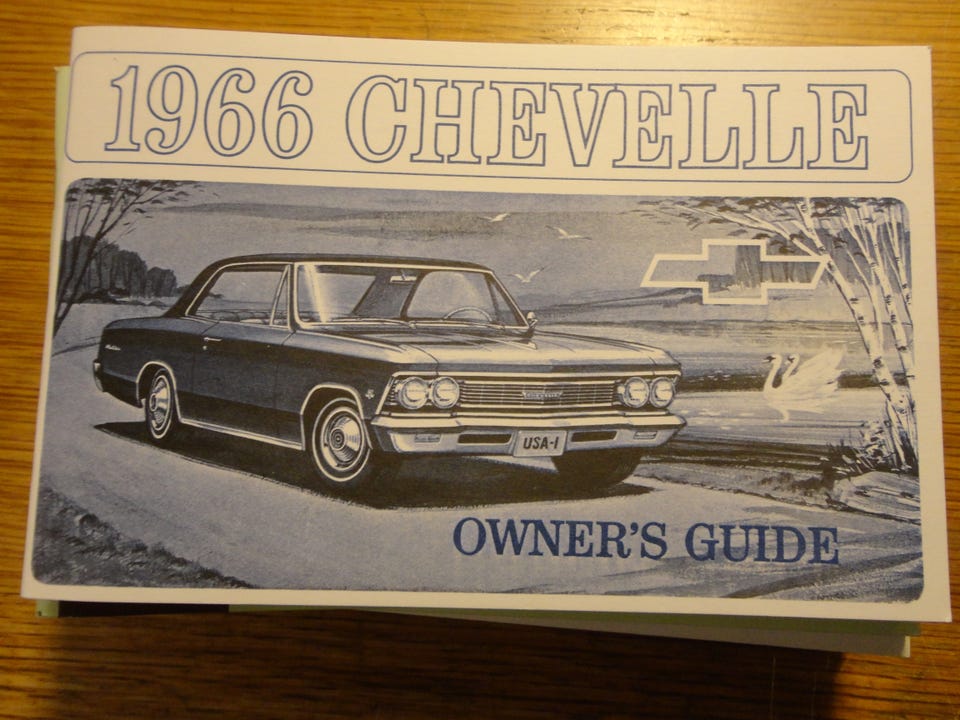 1966 CHEVELLE
USA-1
OWNER'S GUIDE